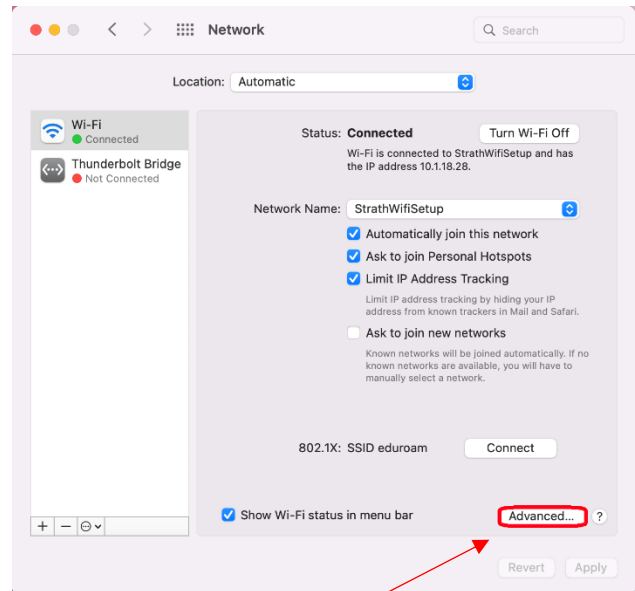 Network
Search
Location: Automatic
Wi-Fi
Connected
Thunderbolt Bridge
Not Connected
Status: Connected
Turn Wi-Fi Off
Wi-Fi is connected to StrathWifiSetup and has
the IP address 10.1.18.28.
Network Name: StrathWifiSetup
Automatically join this network
Ask to join Personal Hotspots
Limit IP Address Tracking
Limit IP address tracking by hiding your IP
address from known trackers in Mail and Safari.
Ask to join new networks
Known networks will be joined automatically. If no
known networks are available, you will have to
manually select a network.
802.1X: SSID eduroam
Connect
Show Wi-Fi status in menu bar
Advanced...
?
Revert
Apply